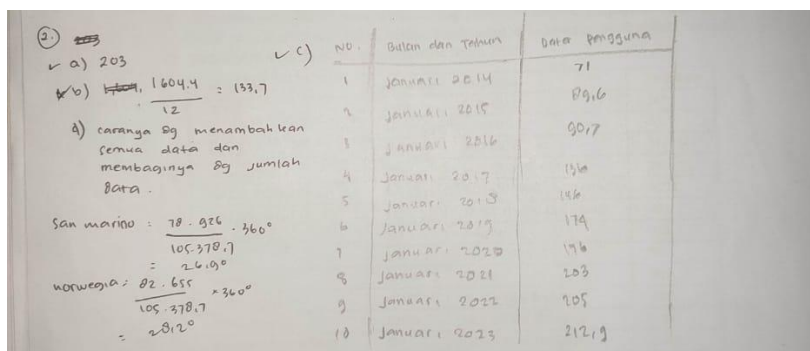 2.
✓ a) 203
b) 1604.4 / 12 = 133,7
d) caranya dg menambahkan
semua data dan
membaginya dg jumlah
data.
San marino : 78.926 / 105.378,7 . 360°
= 26,9°
norwegia = 82.655 / 105.378,7 × 360°
= 28,2°
✓ c)
NO. Bulan dan Tahun Data Pengguna
1 Januari 2014 71
2 Januari 2015 89,6
3 Januari 2016 90,7
4 Januari 2017 136
5 Januari 2018 146
6 Januari 2019 174
7 Januari 2020 196
8 Januari 2021 203
9 Januari 2022 205
10 Januari 2023 212,9